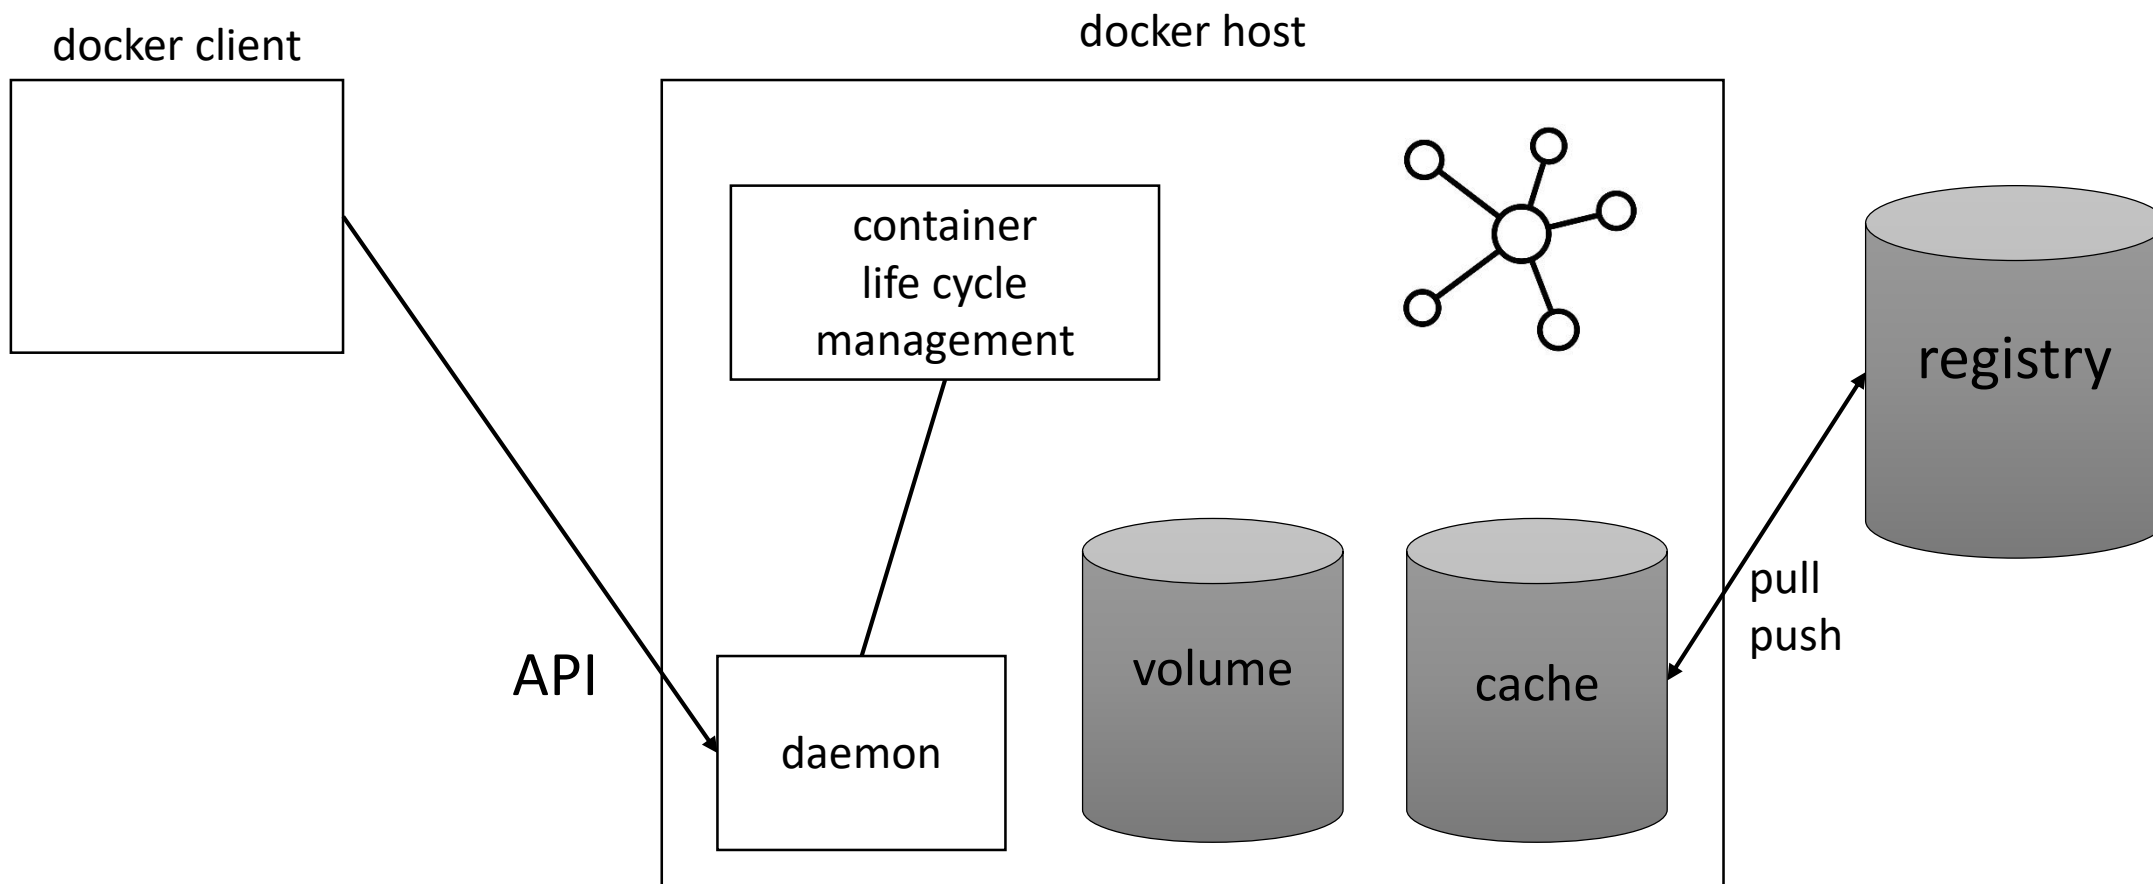 docker client
docker host
container
life cycle
management
registry
pull
push
API
volume
cache
daemon